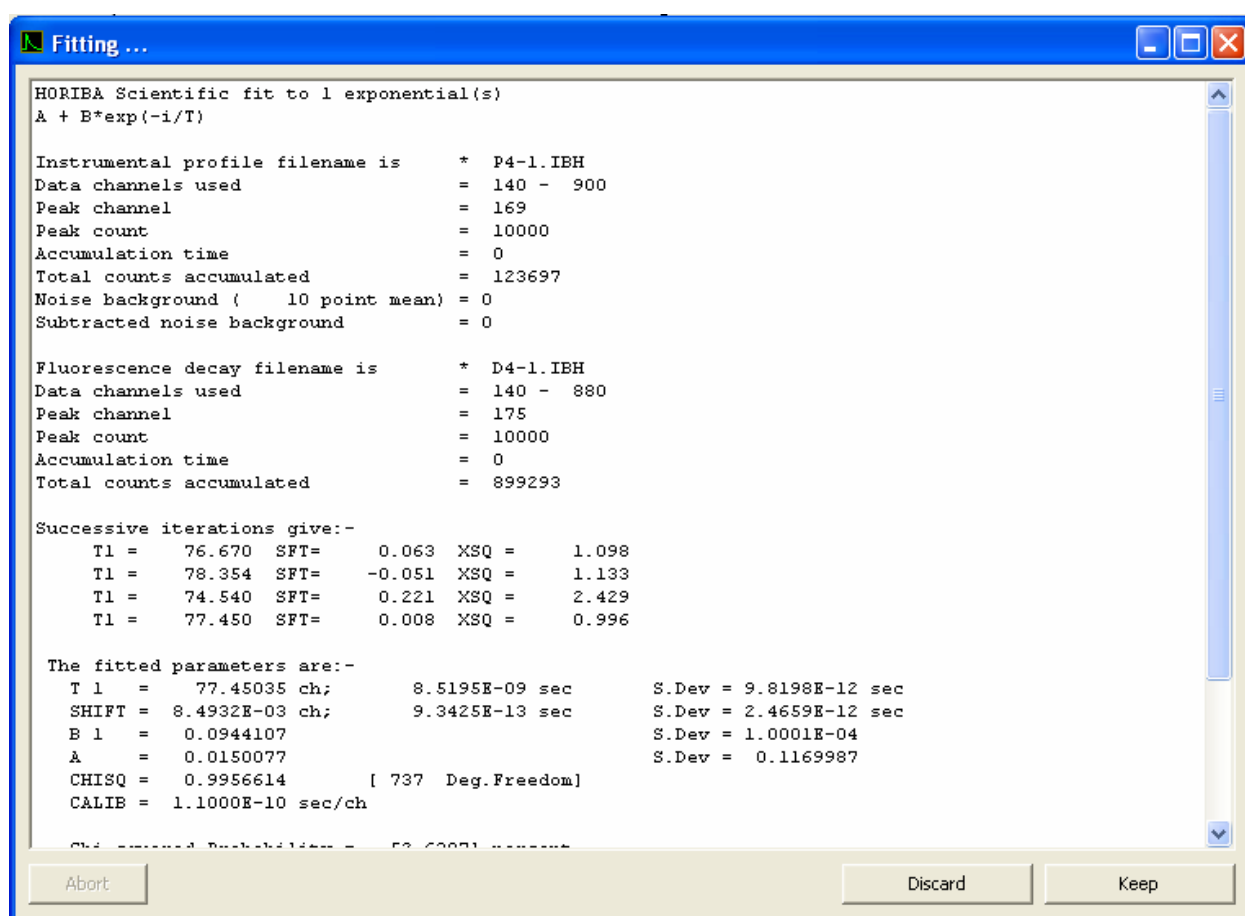 Fitting ...
HORIBA Scientific fit to 1 exponential(s)
A + B*exp(-i/T)
Instrumental profile filename is * P4-1.IBH
Data channels used = 140 - 900
Peak channel = 169
Peak count = 10000
Accumulation time = 0
Total counts accumulated = 123697
Noise background ( 10 point mean) = 0
Subtracted noise background = 0
Fluorescence decay filename is * D4-1.IBH
Data channels used = 140 - 880
Peak channel = 175
Peak count = 10000
Accumulation time = 0
Total counts accumulated = 899293
Successive iterations give:-
T1 = 76.670 SFT= 0.063 XSQ = 1.098
T1 = 78.354 SFT= -0.051 XSQ = 1.133
T1 = 74.540 SFT= 0.221 XSQ = 2.429
T1 = 77.450 SFT= 0.008 XSQ = 0.996
The fitted parameters are:-
T 1 = 77.45035 ch; 8.5195E-09 sec S.Dev = 9.8198E-12 sec
SHIFT = 8.4932E-03 ch; 9.3425E-13 sec S.Dev = 2.4659E-12 sec
B 1 = 0.0944107 S.Dev = 1.0001E-04
A = 0.0150077 S.Dev = 0.1169987
CHISQ = 0.9956614 [ 737 Deg.Freedom]
CALIB = 1.1000E-10 sec/ch
Chi-squared Probability = percent
Abort Discard Keep